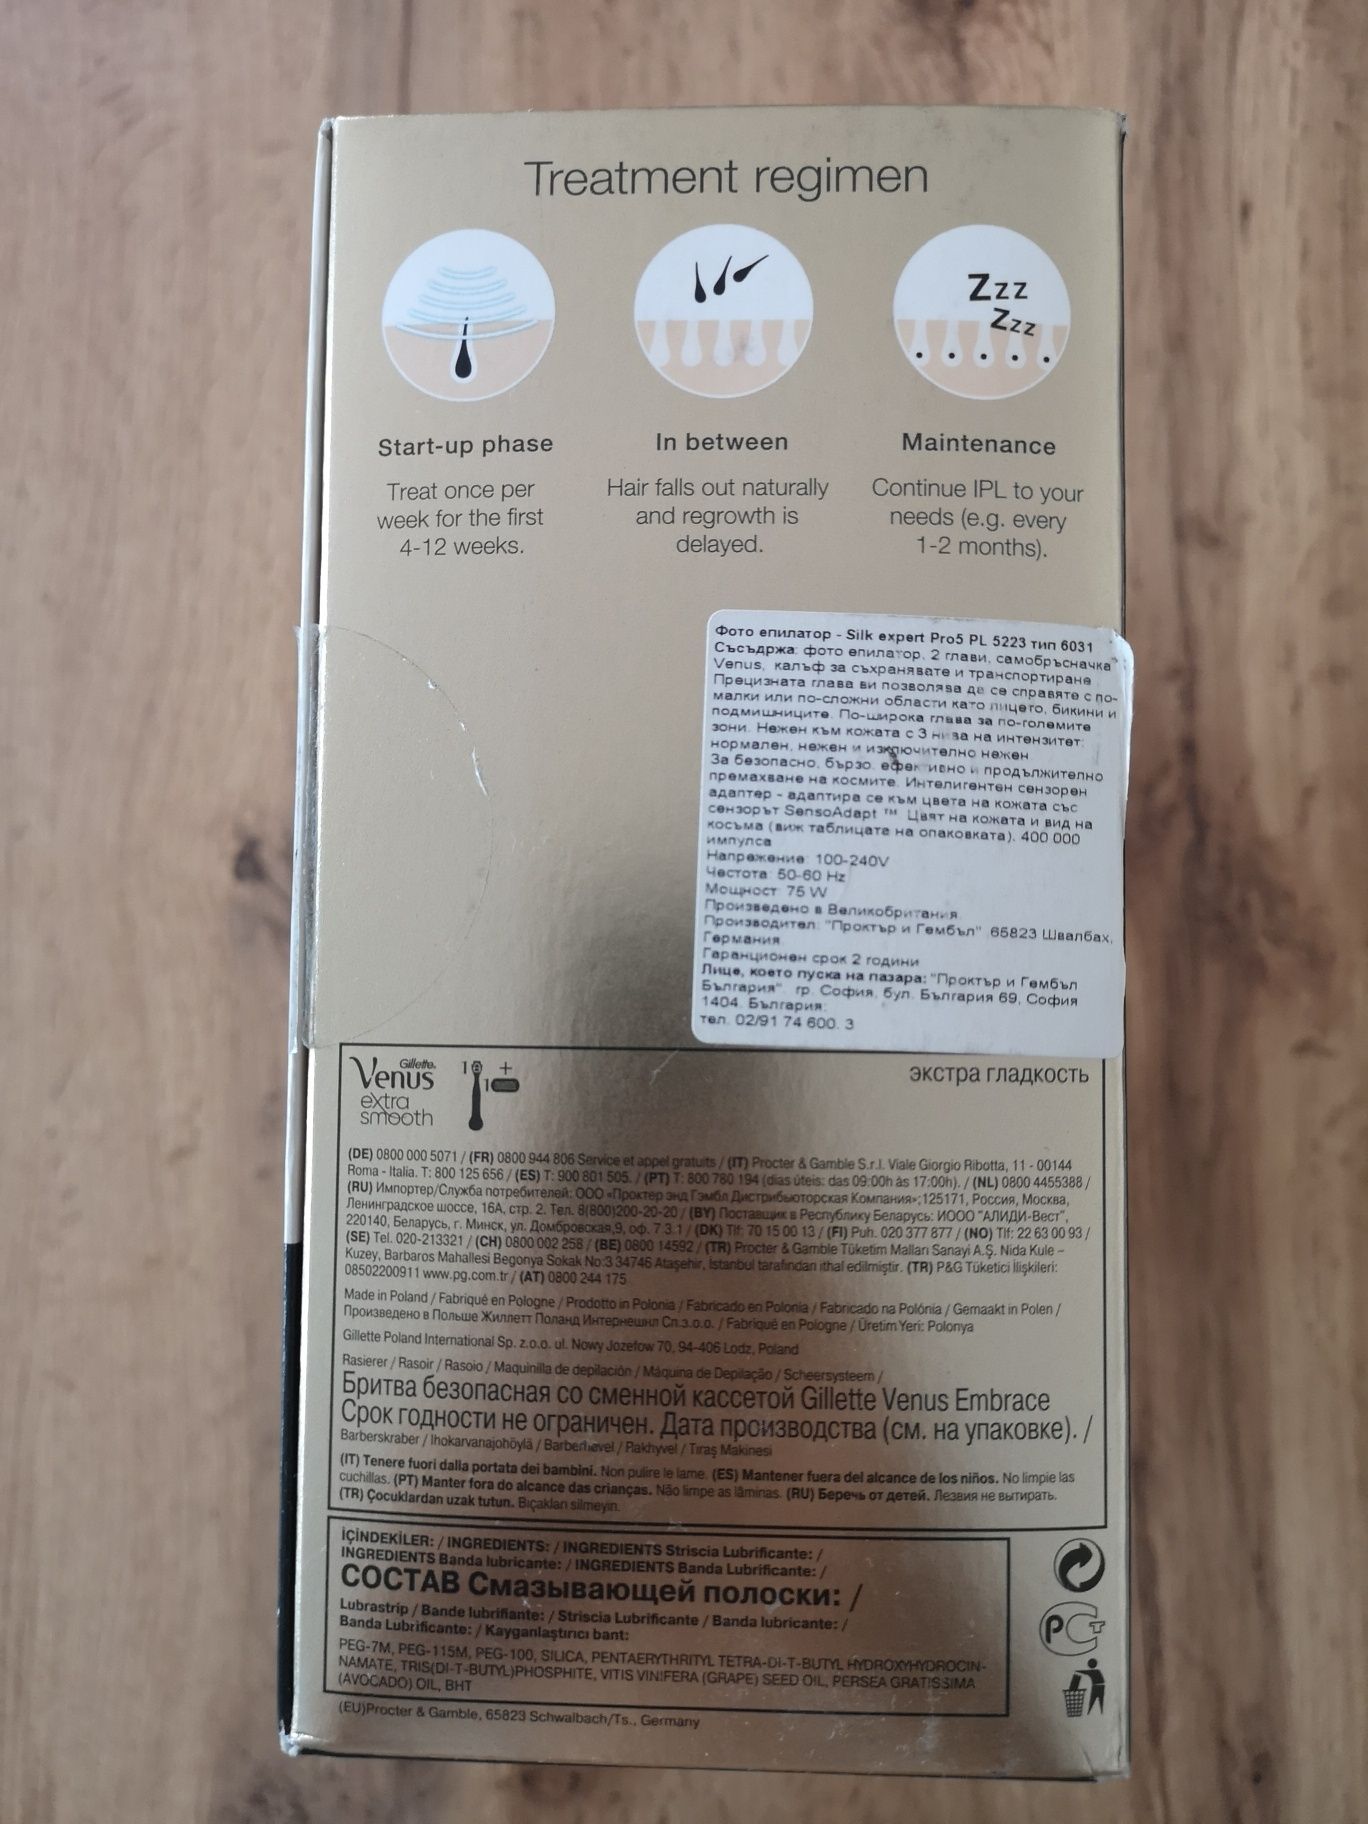 Treatment regimen
Zzz
Zzz
Start-up phase
Treat once per
week for the first
4-12 weeks.
In between
Hair falls out naturally
and regrowth is
delayed.
Maintenance
Continue IPL to your
needs (e.g. every
1-2 months).
Фото епилатор - Silk expert Pro5 PL 5223 тип 6031
Съсъдржа: фото епилатор, 2 глави, самобръсначка
Venus, калъф за съхранявате и транспортиране
Прецизната глава ви позволява да се справяте с по-
малки или по-сложни области като лицето, бикини и
подмишниците. По-широка глава за по-големите
зони. Нежен към кожата с 3 нива на интензитет:
нормален, нежен и изключително нежен
За безопасно, бързо, ефективно и продължително
премахване на космите. Интелигентен сензорен
адаптер - адаптира се към цвета на кожата със
сензорът SensoAdapt ™ Цвят на кожата и вид на
косъма (виж таблицата на опаковката). 400 000
импулса
Напрежение: 100-240V
Честота: 50-60 Hz
Мощност: 75 W
Произведено в Великобритания
Производител: "Проктър и Гембъл" 65823 Швалбах,
Германия
Гаранционен срок 2 години
Лице, което пуска на пазара: "Проктър и Гембъл
България", гр. София, бул. България 69, София
1404, България;
тел. 02/91 74 600. 3
Gillette
Venus
extra
smooth
1 + 1
экстра гладкость
(DE) 0800 000 5071 / (FR) 0800 944 806 Service et appel gratuits / (IT) Procter & Gamble S.r.l. Viale Giorgio Ribotta, 11 - 00144
Roma - Italia. T: 800 125 656 / (ES) T: 900 801 505. / (PT) T: 800 780 194 (dias úteis: das 09:00h às 17:00h). / (NL) 0800 4455388 /
(RU) Импортер/Служба потребителей: ООО «Проктер энд Гэмбл Дистрибьюторская Компания»;125171, Россия, Москва,
Ленинградское шоссе, 16А, стр. 2. Тел. 8(800)200-20-20 / (BY) Поставщик в Республику Беларусь: ИООО "АЛИДИ-Вест",
220140, Беларусь, г. Минск, ул. Домбровская,9, оф. 7.3.1 / (DK) Tlf: 70 15 00 13 / (FI) Puh. 020 377 877 / (NO) Tlf: 22 63 00 93 /
(SE) Tel. 020-213321 / (CH) 0800 002 258 / (BE) 0800 14592 / (TR) Procter & Gamble Tüketim Malları Sanayi A.Ş. Nida Kule –
Kuzey, Barbaros Mahallesi Begonya Sokak No:3 34746 Ataşehir, İstanbul tarafından ithal edilmiştir. (TR) P&G Tüketici İlişkileri:
08502200911 www.pg.com.tr / (AT) 0800 244 175
Made in Poland / Fabriqué en Pologne / Prodotto in Polonia / Fabricado en Polonia / Fabricado na Polónia / Gemaakt in Polen /
Произведено в Польше Жиллетт Поланд Интернешнл Сп.з.о.о. / Fabriqué en Pologne / Üretim Yeri: Polonya
Gillette Poland International Sp. z.o.o. ul. Nowy Jozefow 70, 94-406 Lodz, Poland
Rasierer / Rasoir / Rasoio / Maquinilla de depilación / Máquina de Depilação / Scheersysteem /
Бритва безопасная со сменной кассетой Gillette Venus Embrace
Срок годности не ограничен. Дата производства (см. на упаковке). /
Barberskraber / Ihokarvanajohöylä / Barberhøvel / Rakhyvel / Tıraş Makinesi
(IT) Tenere fuori dalla portata dei bambini. Non pulire le lame. (ES) Mantener fuera del alcance de los niños. No limpie las
cuchillas. (PT) Manter fora do alcance das crianças. Não limpe as lâminas. (RU) Беречь от детей. Лезвия не вытирать.
(TR) Çocuklardan uzak tutun. Bıçakları silmeyin.
İÇİNDEKİLER: / INGREDIENTS: / INGREDIENTS Striscia Lubrificante: /
INGREDIENTS Banda lubricante: / INGREDIENTS Banda Lubrificante: /
СОСТАВ Смазывающей полоски: /
Lubrastrip / Bande lubrifiante: / Striscia Lubrificante / Banda lubricante: /
Banda Lubrificante: / Kayganlaştırıcı bant:
PEG-7M, PEG-115M, PEG-100, SILICA, PENTAERYTHRITYL TETRA-DI-T-BUTYL HYDROXYHYDROCIN-
NAMATE, TRIS(DI-T-BUTYL)PHOSPHITE, VITIS VINIFERA (GRAPE) SEED OIL, PERSEA GRATISSIMA
(AVOCADO) OIL, BHT
(EU)Procter & Gamble, 65823 Schwalbach/Ts., Germany